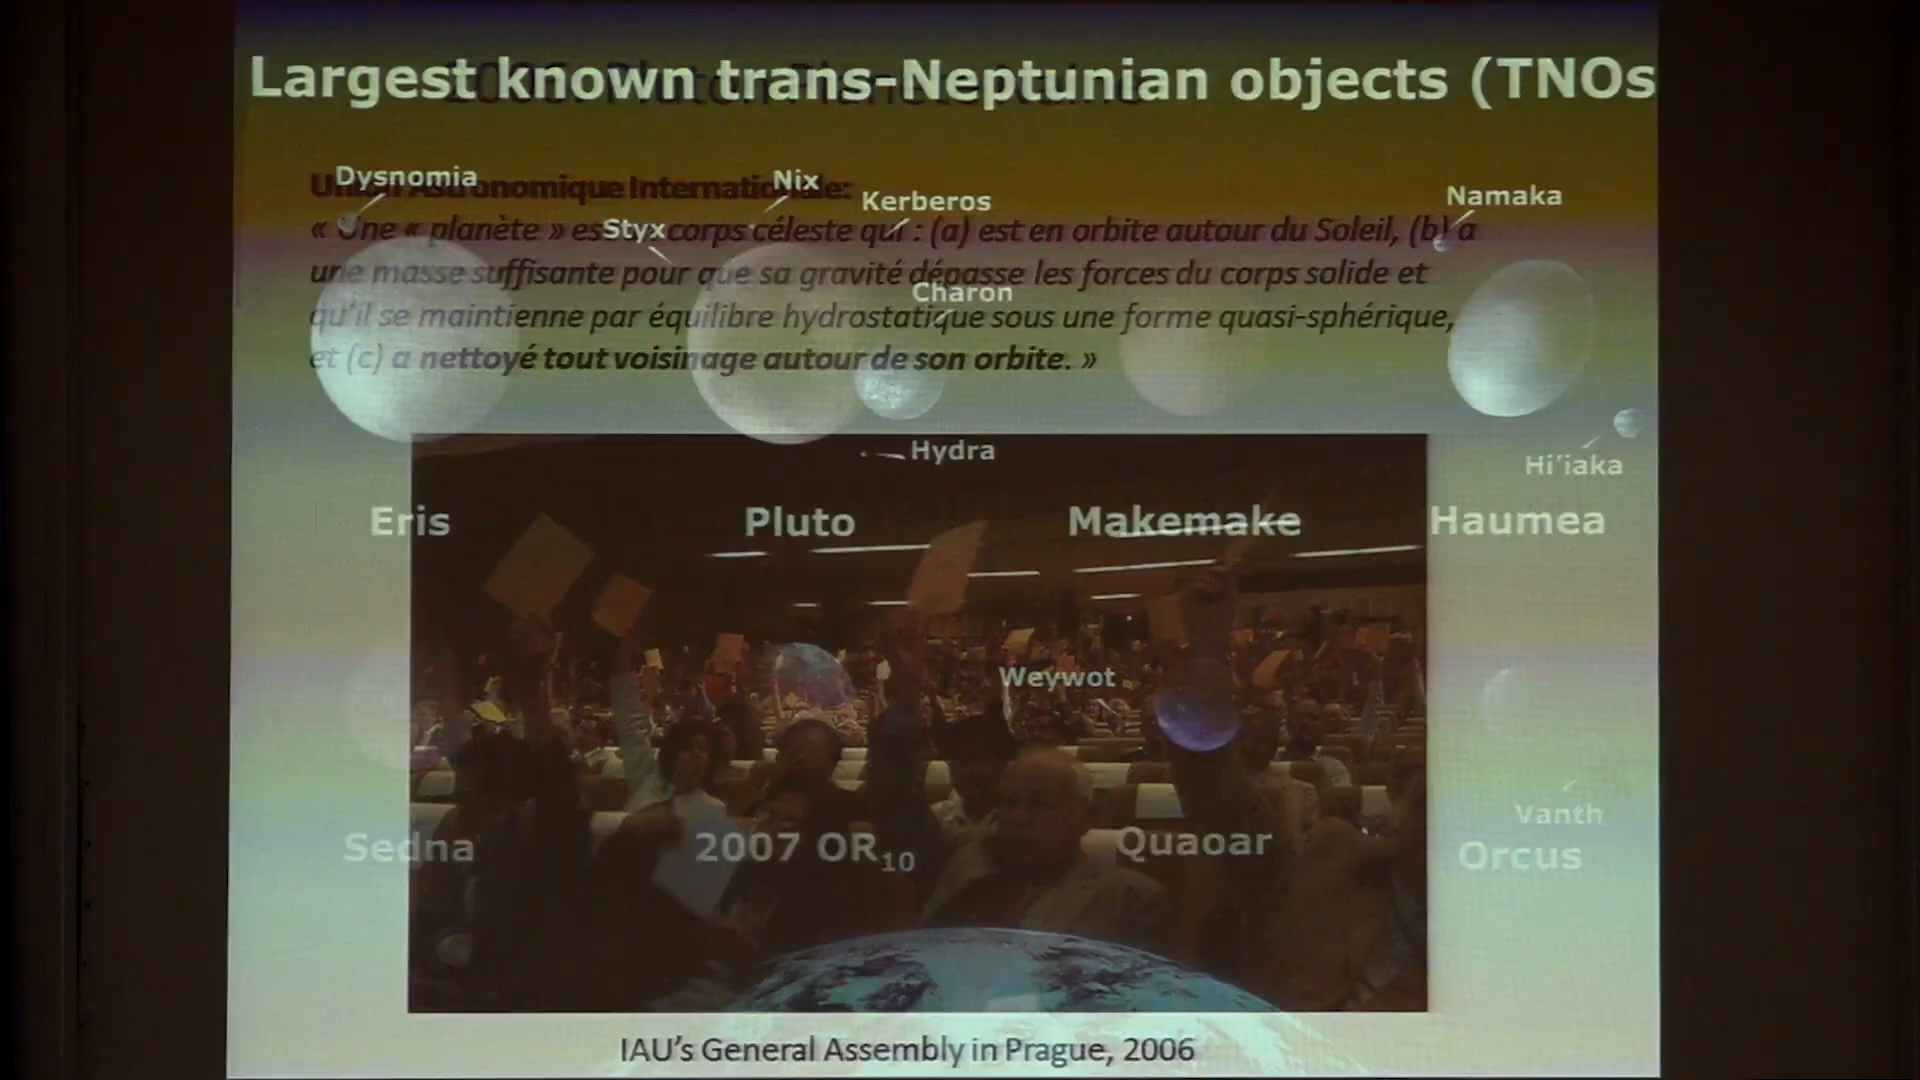 Largest known trans-Neptunian objects (TNOs
Dysnomia
Nix
Kerberos
Styx
Namaka
Charon
Hydra
Hi'iaka
Eris
Pluto
Makemake
Haumea
Weywot
Vanth
Sedna
2007 OR10
Quaoar
Orcus
Union Astronomique Internationale:
« Une « planète » est corps céleste qui : (a) est en orbite autour du Soleil, (b) a
une masse suffisante pour que sa gravité dépasse les forces du corps solide et
qu'il se maintienne par équilibre hydrostatique sous une forme quasi-sphérique,
et (c) a nettoyé tout voisinage autour de son orbite. »
IAU's General Assembly in Prague, 2006